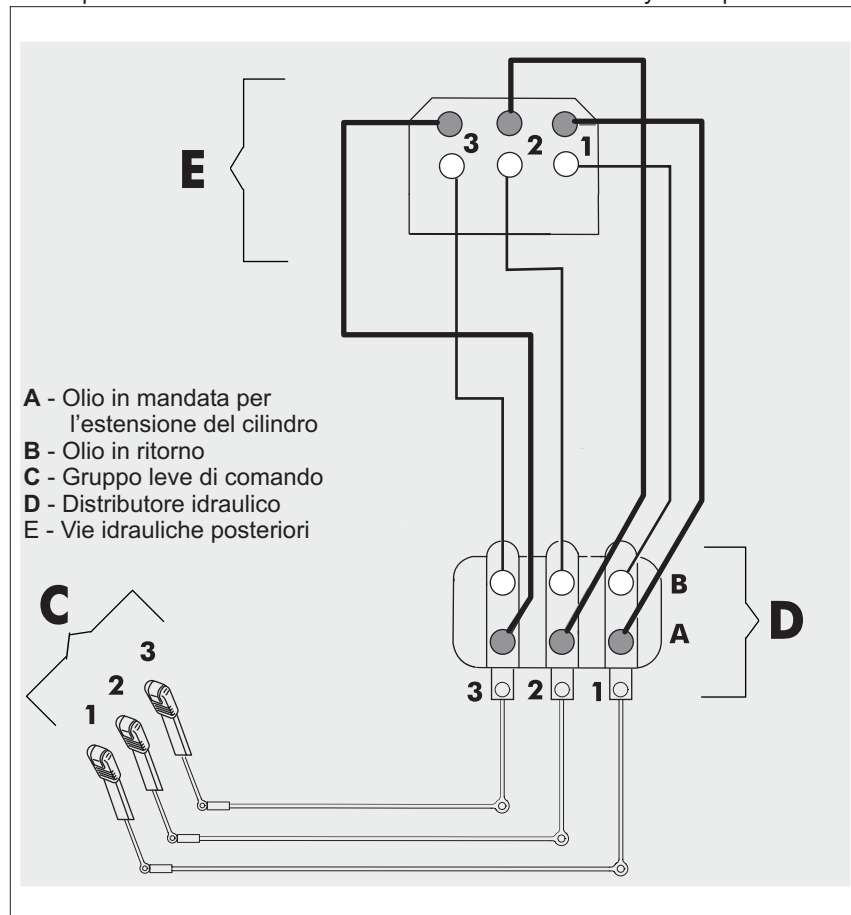 3 2 1
E
A - Olio in mandata per
l'estensione del cilindro
B - Olio in ritorno
C - Gruppo leve di comando
D - Distributore idraulico
E - Vie idrauliche posteriori
C
B
D
A
3
2
1
3 2 1